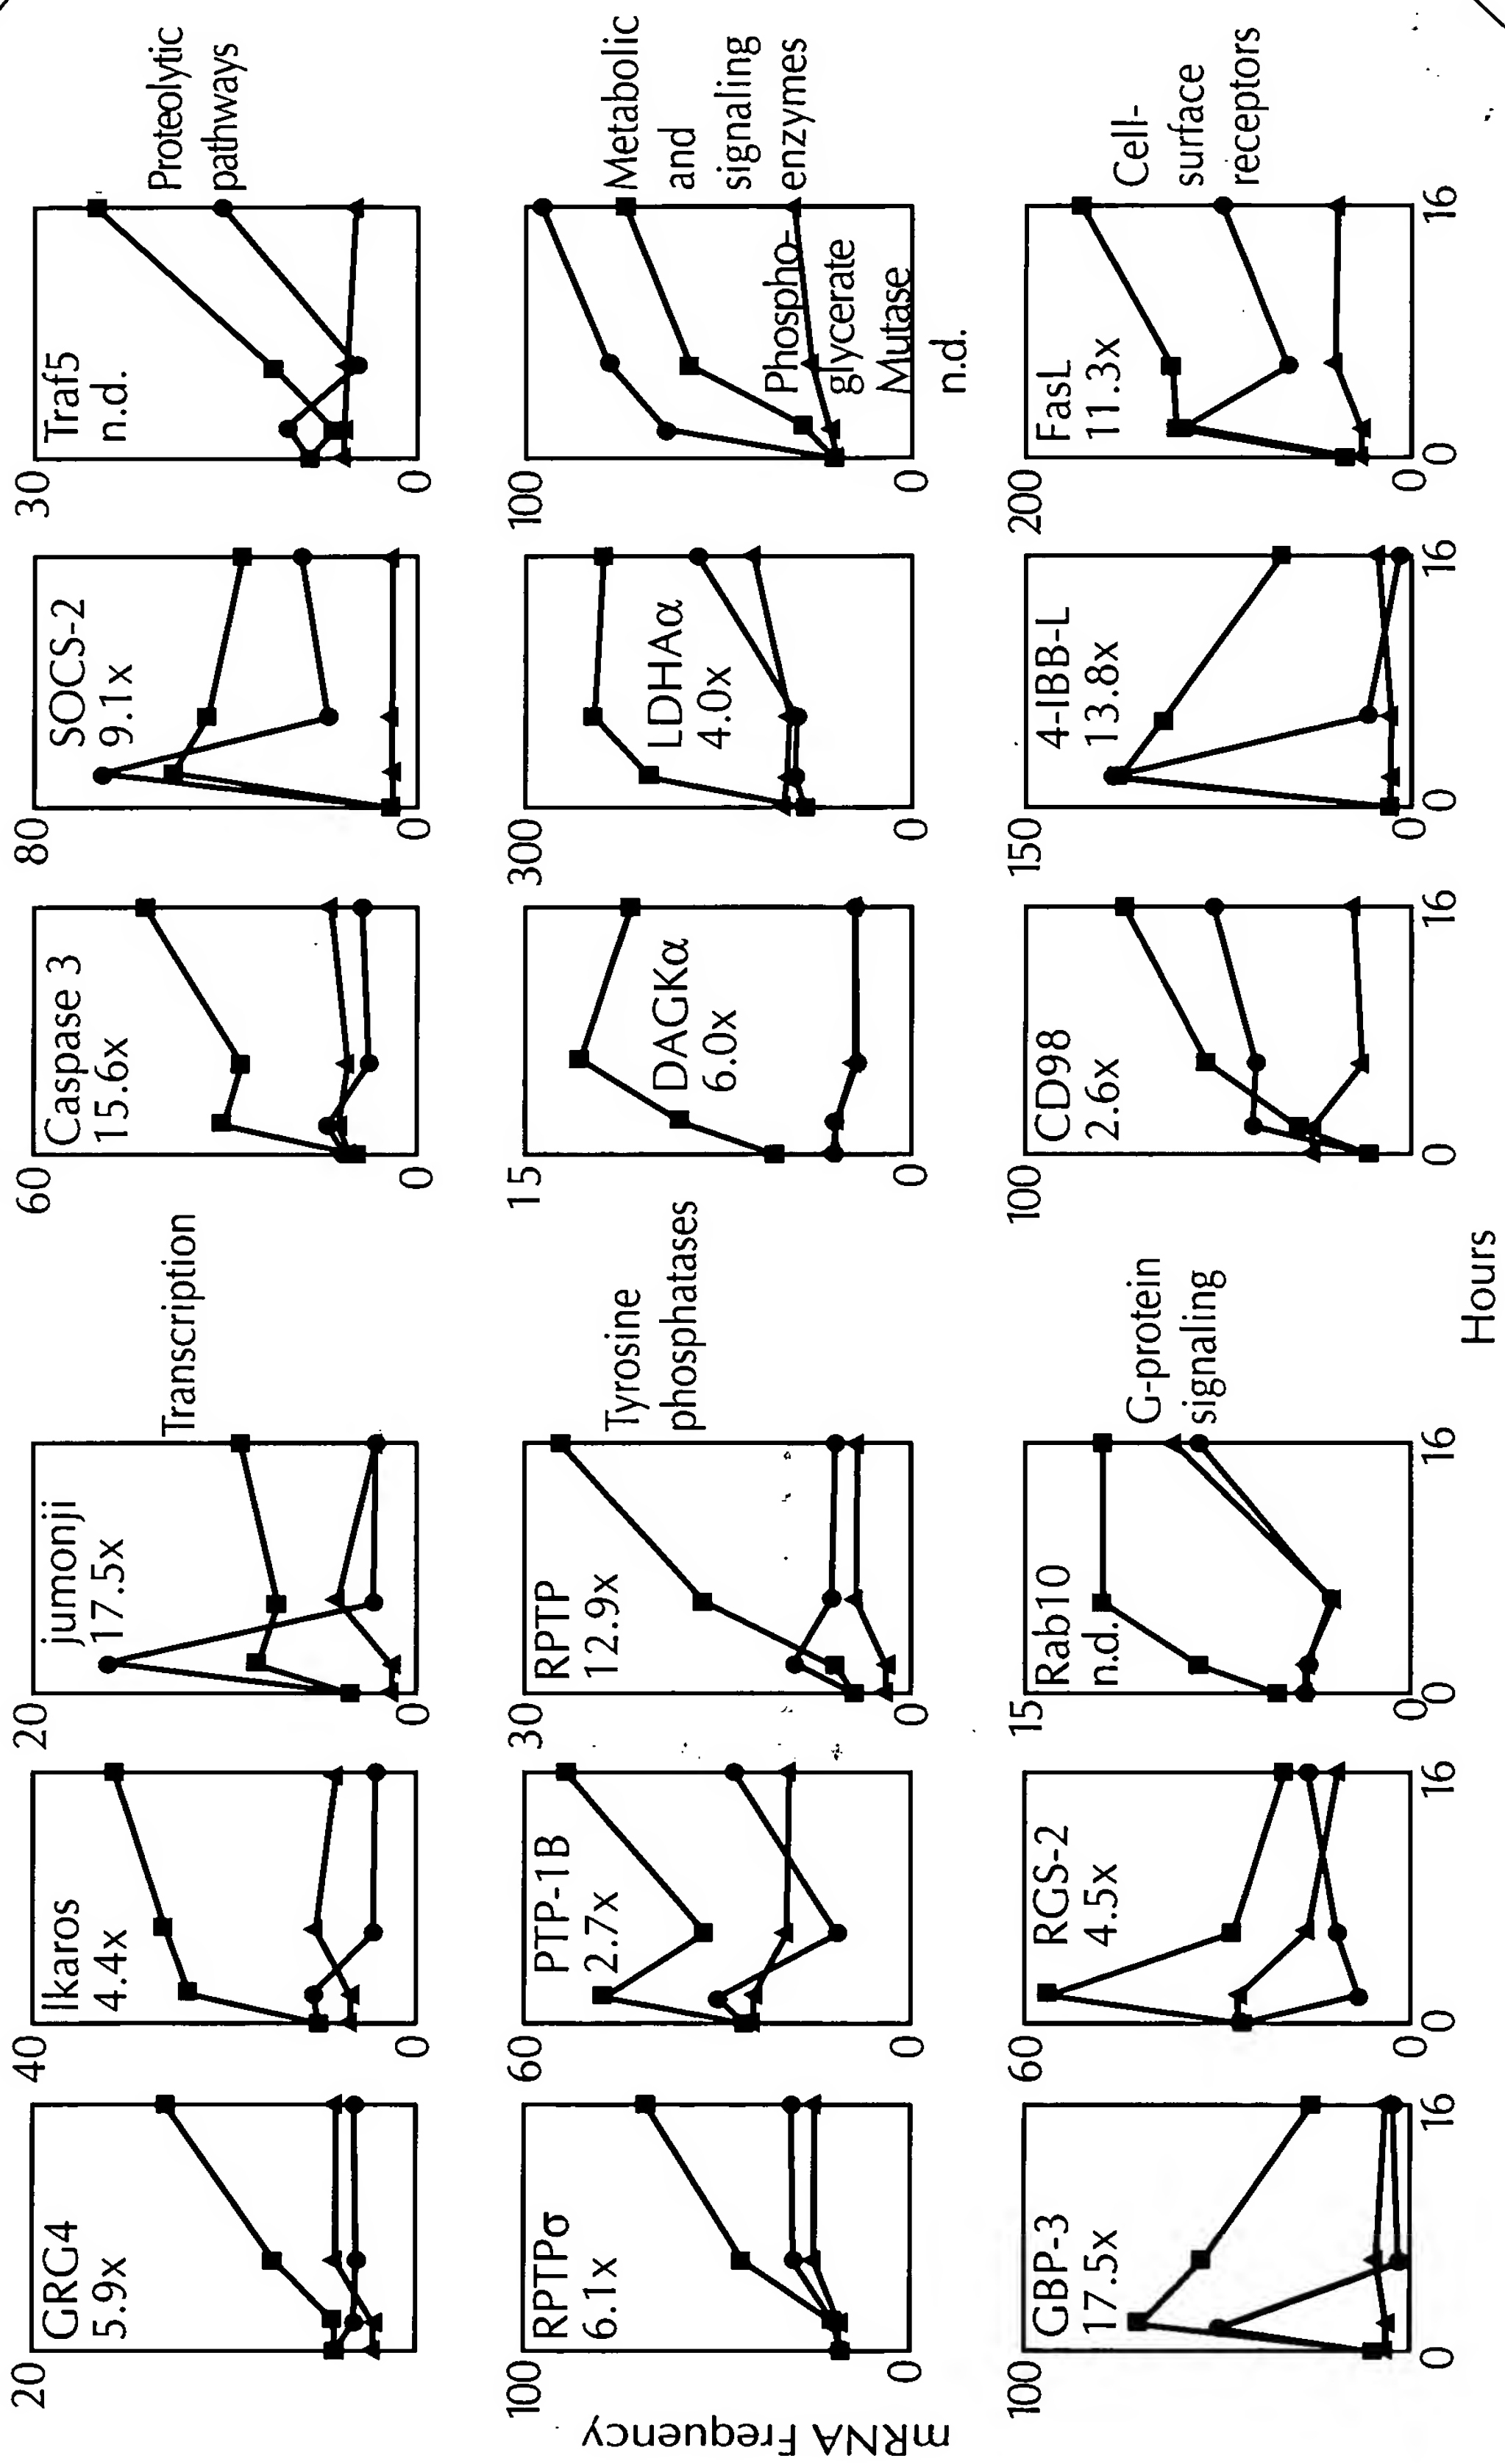 20
GRG4
5.9x
0
40
Ikaros
4.4x
0
20
jumonji
17.5x
0
Transcription
60
Caspase 3
15.6x
0
80
SOCS-2
9.1x
0
30
Traf5
n.d.
0
Proteolytic
pathways
mRNA Frequency
100
RPTPσ
6.1x
0
60
PTP-1B
2.7x
0
30
RPTP
12.9x
0
Tyrosine
phosphatases
15
DAGKα
6.0x
0
300
LDHAα
4.0x
0
100
Phospho-
glycerate
Mutase
n.d.
0
Metabolic
and
signaling
enzymes
100
GBP-3
17.5x
0 16
60
RGS-2
4.5x
0
0 16
15
Rab10
n.d.
0
0 16
G-protein
signaling
100
CD98
2.6x
0
0 16
150
4-IBB-L
13.8x
0
0 16
200
FasL
11.3x
0
0 16
Cell-
surface
receptors
Hours